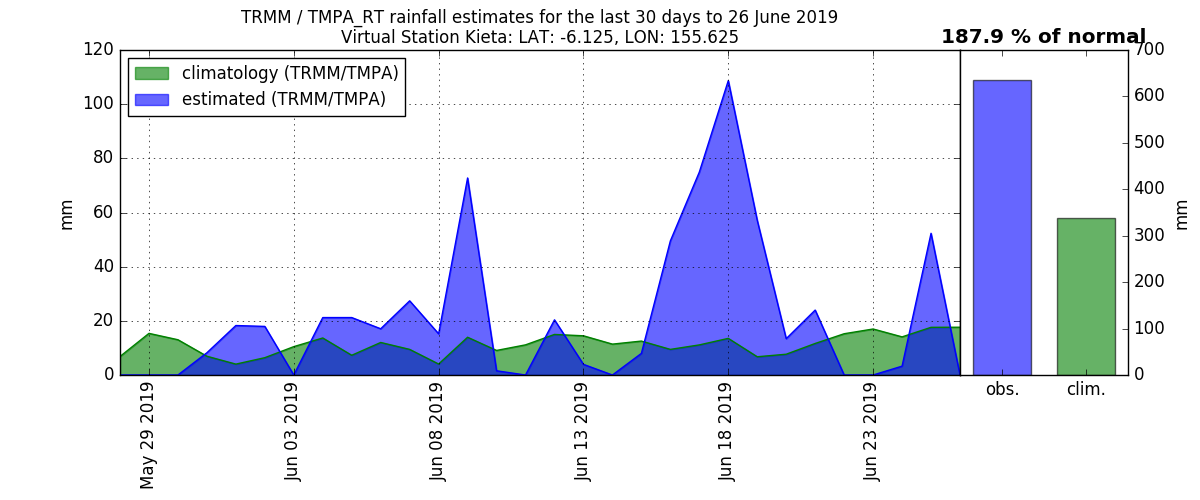 TRMM / TMPA_RT rainfall estimates for the last 30 days to 26 June 2019
Virtual Station Kieta: LAT: -6.125, LON: 155.625
187.9 % of normal
climatology (TRMM/TMPA)
estimated (TRMM/TMPA)
mm
120
100
80
60
40
20
0
May 29 2019
Jun 03 2019
Jun 08 2019
Jun 13 2019
Jun 18 2019
Jun 23 2019
700
600
500
400
300
200
100
0
mm
obs.
clim.